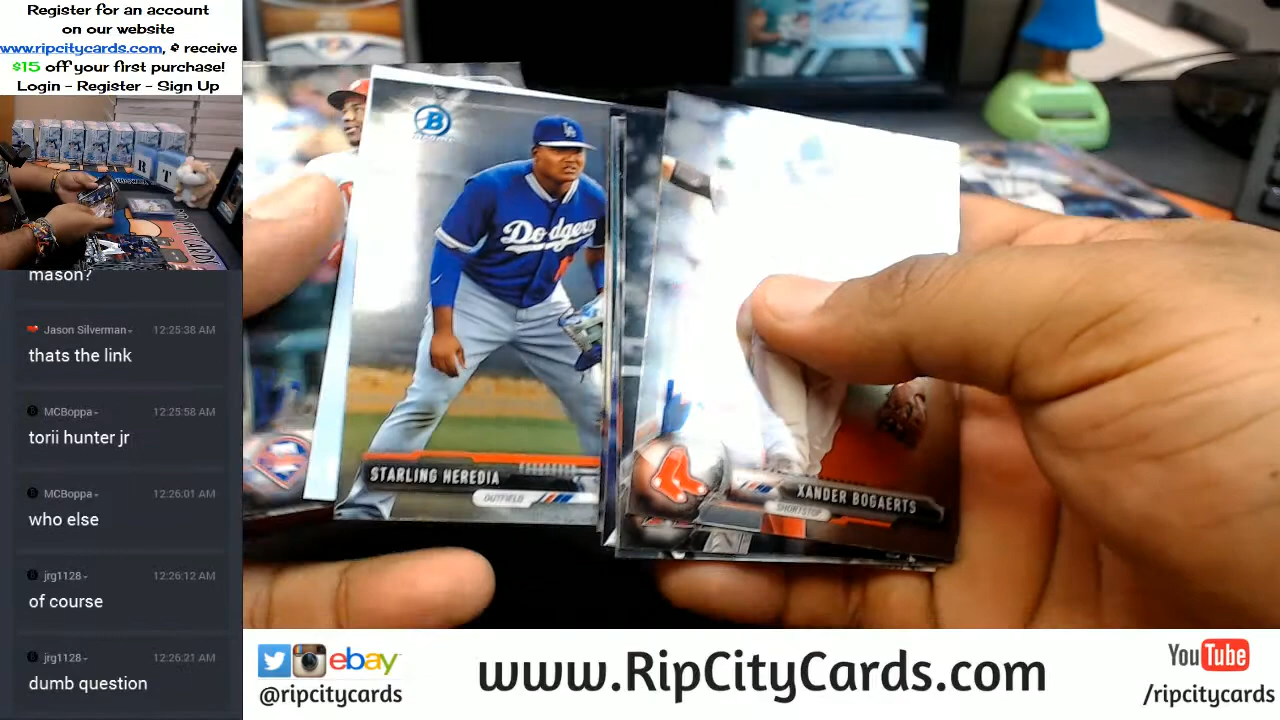 Register for an account
on our website
www.ripcitycards.com, & receive
$15 off your first purchase!
Login - Register - Sign Up
mason?
Jason Silverman 12:25:38 AM
thats the link
MCBoppa 12:25:58 AM
torii hunter jr
MCBoppa 12:26:01 AM
who else
jrg1128 12:26:12 AM
of course
jrg1128 12:26:21 AM
dumb question
B
Dodgers
LA
STARLING HEREDIA
OUTFIELD
XANDER BOGAERTS
SHORTSTOP
ebay
@ripcitycards
www.RipCityCards.com
YouTube
/ripcitycards